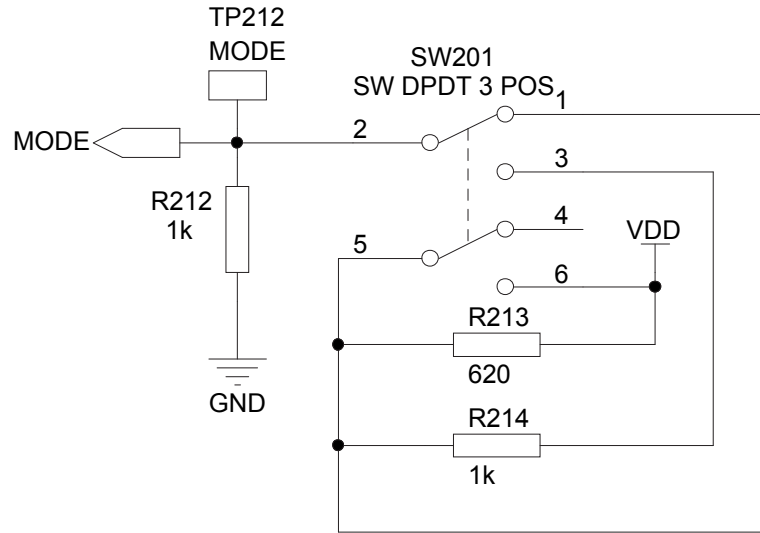 TP212
MODE
SW201
SW DPDT 3 POS
1
MODE
2
3
R212
1k
4
5
VDD
6
R213
620
GND
R214
1k